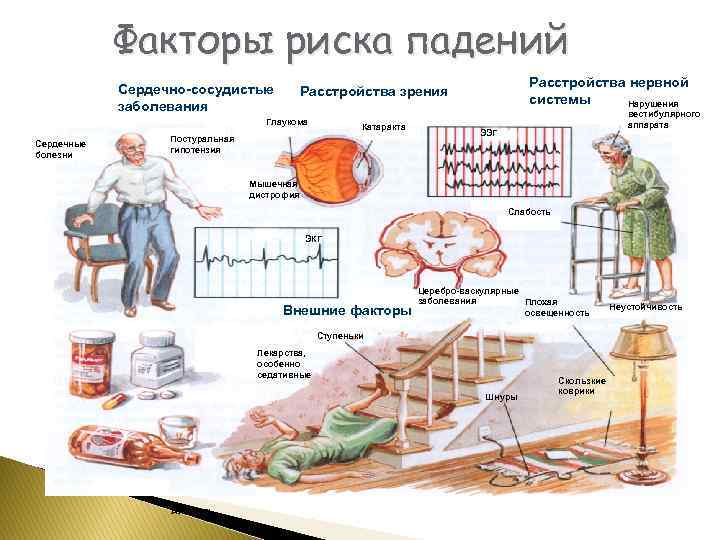 Факторы риска падений
Сердечно-сосудистые
заболевания
Расстройства зрения
Расстройства нервной
системы
Нарушения
вестибулярного
аппарата
Глаукома
Катаракта
ЭЭГ
Сердечные
болезни
Постуральная
гипотензия
Мышечная
дистрофия
Слабость
ЭКГ
Церебро-васкулярные
заболевания
Плохая
освещенность
Неустойчивость
Внешние факторы
Ступеньки
Лекарства,
особенно
седативные
Скользкие
коврики
Шнуры